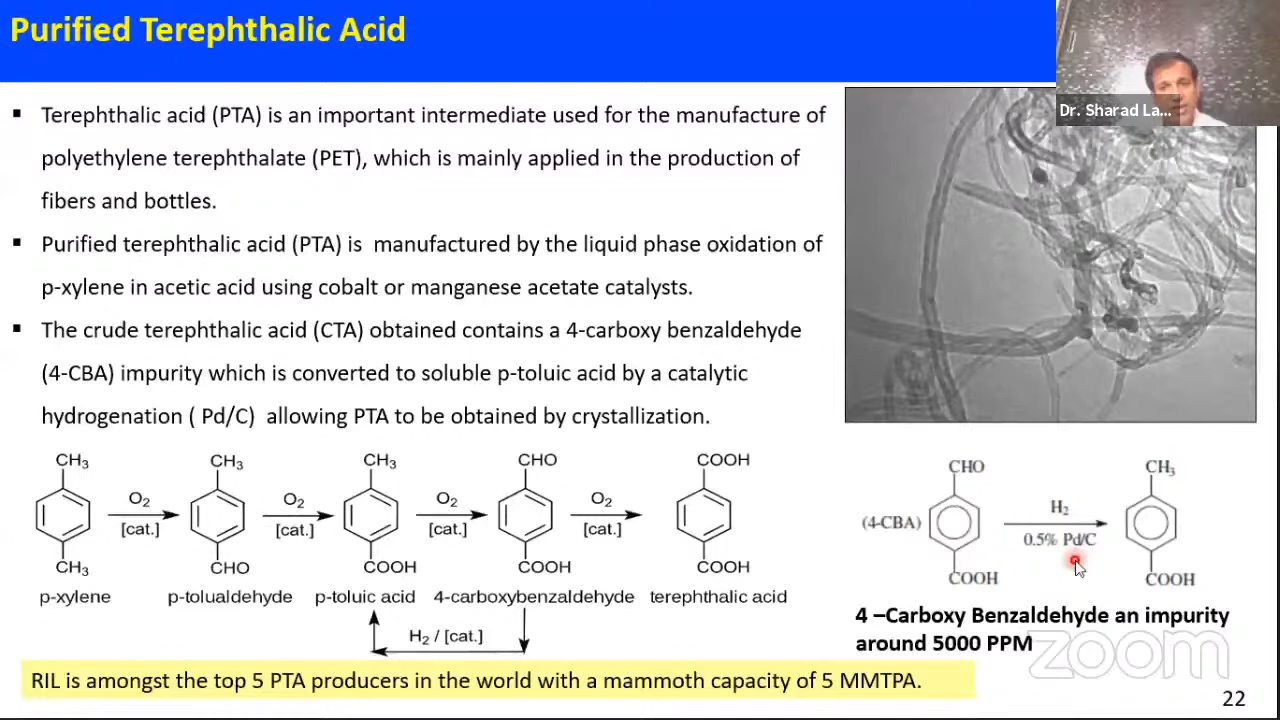 Purified Terephthalic Acid
Dr. Sharad La...
▪ Terephthalic acid (PTA) is an important intermediate used for the manufacture of
polyethylene terephthalate (PET), which is mainly applied in the production of
fibers and bottles.
▪ Purified terephthalic acid (PTA) is manufactured by the liquid phase oxidation of
p-xylene in acetic acid using cobalt or manganese acetate catalysts.
▪ The crude terephthalic acid (CTA) obtained contains a 4-carboxy benzaldehyde
(4-CBA) impurity which is converted to soluble p-toluic acid by a catalytic
hydrogenation ( Pd/C) allowing PTA to be obtained by crystallization.
CH₃ CH₃ CH₃ CHO COOH
O₂ O₂ O₂ O₂
[cat.] [cat.] [cat.] [cat.]
CH₃ CHO COOH COOH COOH
p-xylene p-tolualdehyde p-toluic acid 4-carboxybenzaldehyde terephthalic acid
H₂ / [cat.]
CHO CH₃
H₂
(4-CBA)
0.5% Pd/C
COOH COOH
4 –Carboxy Benzaldehyde an impurity
around 5000 PPM
zoom
RIL is amongst the top 5 PTA producers in the world with a mammoth capacity of 5 MMTPA.
22